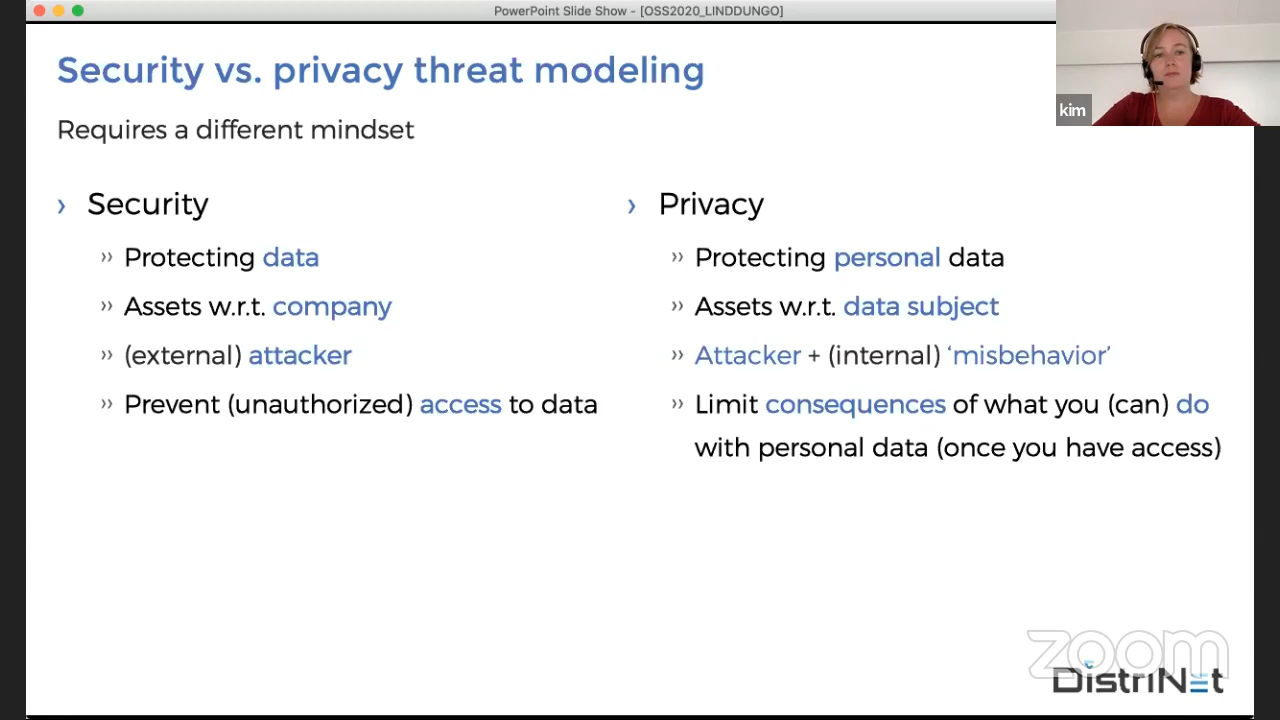 PowerPoint Slide Show - [OSS2020_LINDDUNGO]
Security vs. privacy threat modeling
Requires a different mindset
› Security
›› Protecting data
›› Assets w.r.t. company
›› (external) attacker
›› Prevent (unauthorized) access to data
› Privacy
›› Protecting personal data
›› Assets w.r.t. data subject
›› Attacker + (internal) ‘misbehavior’
›› Limit consequences of what you (can) do
with personal data (once you have access)
kim
zoom
DistriNet